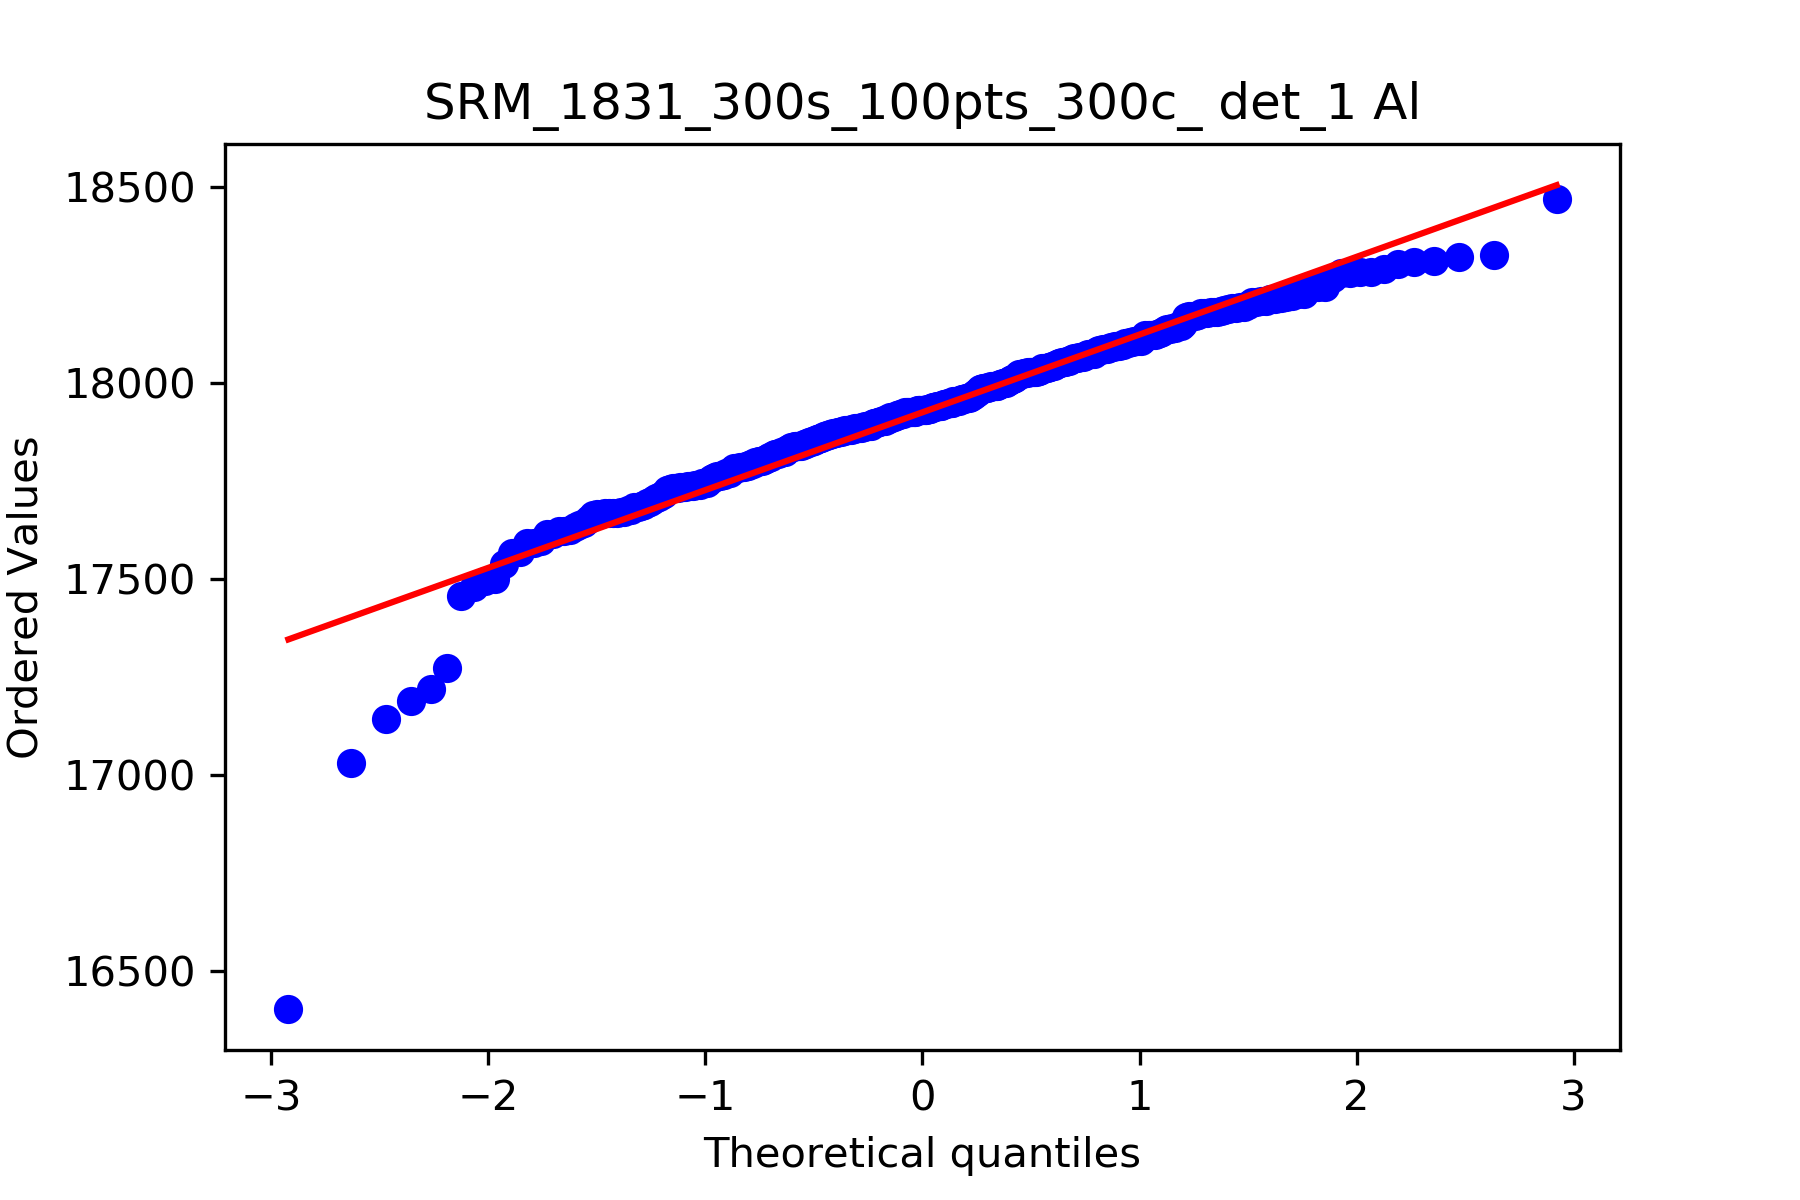 SRM_1831_300s_100pts_300c_ det_1 Al
18500
18000
17500
17000
16500
Ordered Values
−3 −2 −1 0 1 2 3
Theoretical quantiles